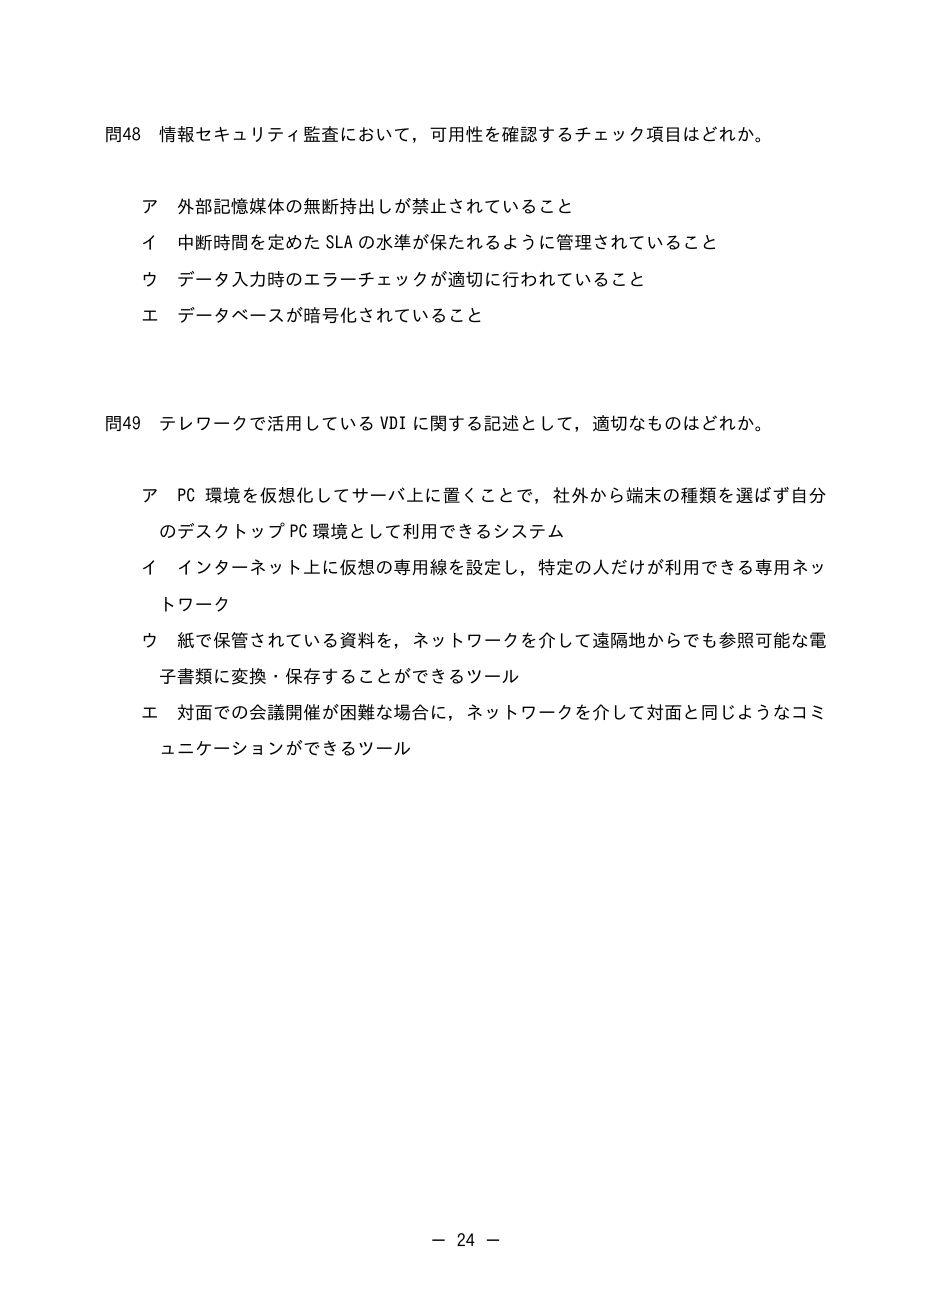 問48　情報セキュリティ監査において，可用性を確認するチェック項目はどれか。
ア　外部記憶媒体の無断持出しが禁止されていること
イ　中断時間を定めた SLA の水準が保たれるように管理されていること
ウ　データ入力時のエラーチェックが適切に行われていること
エ　データベースが暗号化されていること
問49　テレワークで活用している VDI に関する記述として，適切なものはどれか。
ア　PC 環境を仮想化してサーバ上に置くことで，社外から端末の種類を選ばず自分
のデスクトップ PC 環境として利用できるシステム
イ　インターネット上に仮想の専用線を設定し，特定の人だけが利用できる専用ネッ
トワーク
ウ　紙で保管されている資料を，ネットワークを介して遠隔地からでも参照可能な電
子書類に変換・保存することができるツール
エ　対面での会議開催が困難な場合に，ネットワークを介して対面と同じようなコミ
ュニケーションができるツール
－ 24 －